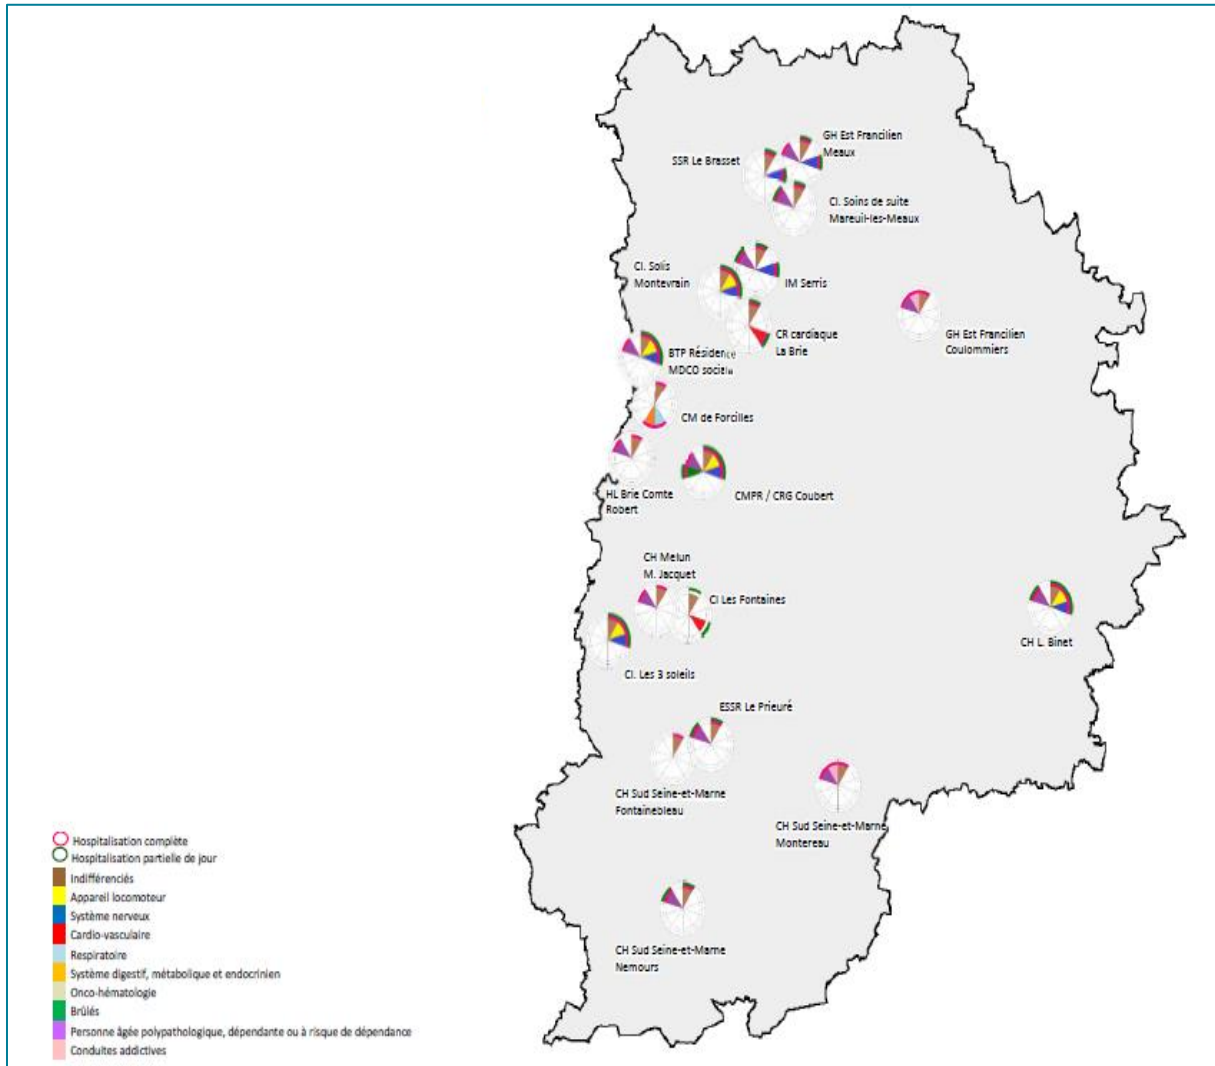 GH Est Francilien
Meaux
SSR Le Brasset
Cl. Soins de suite
Mareuil-les-Meaux
Cl. Solis
Montevrain
IM Serris
CR cardiaque
La Brie
GH Est Francilien
Coulommiers
BTP Résidence
MDCO sociale
CM de Forcilles
HL Brie Comte
Robert
CMPR / CRG Coubert
CH Melun
M. Jacquet
Cl Les Fontaines
CH L. Binet
Cl. Les 3 soleils
ESSR Le Prieuré
CH Sud Seine-et-Marne
Fontainebleau
CH Sud Seine-et-Marne
Montereau
CH Sud Seine-et-Marne
Nemours
Hospitalisation complète
Hospitalisation partielle de jour
Indifférenciés
Appareil locomoteur
Système nerveux
Cardio-vasculaire
Respiratoire
Système digestif, métabolique et endocrinien
Onco-hématologie
Brûlés
Personne âgée polypathologique, dépendante ou à risque de dépendance
Conduites addictives